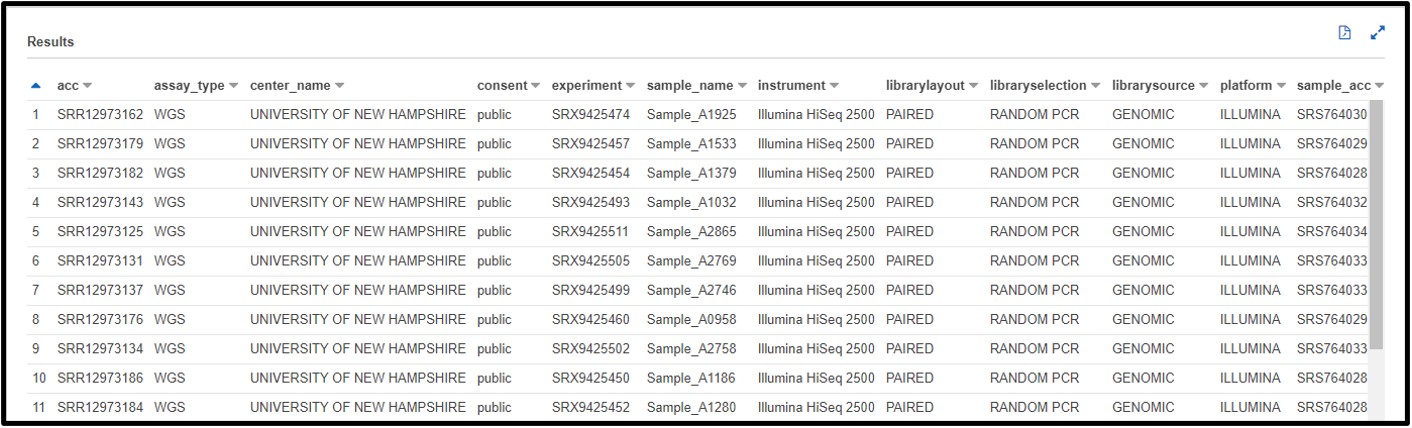 Results
acc assay_type center_name consent experiment sample_name instrument librarylayout libraryselection librarysource platform sample_acc
1 SRR12973162 WGS UNIVERSITY OF NEW HAMPSHIRE public SRX9425474 Sample_A1925 Illumina HiSeq 2500 PAIRED RANDOM PCR GENOMIC ILLUMINA SRS764030
2 SRR12973179 WGS UNIVERSITY OF NEW HAMPSHIRE public SRX9425457 Sample_A1533 Illumina HiSeq 2500 PAIRED RANDOM PCR GENOMIC ILLUMINA SRS764029
3 SRR12973182 WGS UNIVERSITY OF NEW HAMPSHIRE public SRX9425454 Sample_A1379 Illumina HiSeq 2500 PAIRED RANDOM PCR GENOMIC ILLUMINA SRS764028
4 SRR12973143 WGS UNIVERSITY OF NEW HAMPSHIRE public SRX9425493 Sample_A1032 Illumina HiSeq 2500 PAIRED RANDOM PCR GENOMIC ILLUMINA SRS764032
5 SRR12973125 WGS UNIVERSITY OF NEW HAMPSHIRE public SRX9425511 Sample_A2865 Illumina HiSeq 2500 PAIRED RANDOM PCR GENOMIC ILLUMINA SRS764034
6 SRR12973131 WGS UNIVERSITY OF NEW HAMPSHIRE public SRX9425505 Sample_A2769 Illumina HiSeq 2500 PAIRED RANDOM PCR GENOMIC ILLUMINA SRS764033
7 SRR12973137 WGS UNIVERSITY OF NEW HAMPSHIRE public SRX9425499 Sample_A2746 Illumina HiSeq 2500 PAIRED RANDOM PCR GENOMIC ILLUMINA SRS764033
8 SRR12973176 WGS UNIVERSITY OF NEW HAMPSHIRE public SRX9425460 Sample_A0958 Illumina HiSeq 2500 PAIRED RANDOM PCR GENOMIC ILLUMINA SRS764029
9 SRR12973134 WGS UNIVERSITY OF NEW HAMPSHIRE public SRX9425502 Sample_A2758 Illumina HiSeq 2500 PAIRED RANDOM PCR GENOMIC ILLUMINA SRS764033
10 SRR12973186 WGS UNIVERSITY OF NEW HAMPSHIRE public SRX9425450 Sample_A1186 Illumina HiSeq 2500 PAIRED RANDOM PCR GENOMIC ILLUMINA SRS764028
11 SRR12973184 WGS UNIVERSITY OF NEW HAMPSHIRE public SRX9425452 Sample_A1280 Illumina HiSeq 2500 PAIRED RANDOM PCR GENOMIC ILLUMINA SRS764028